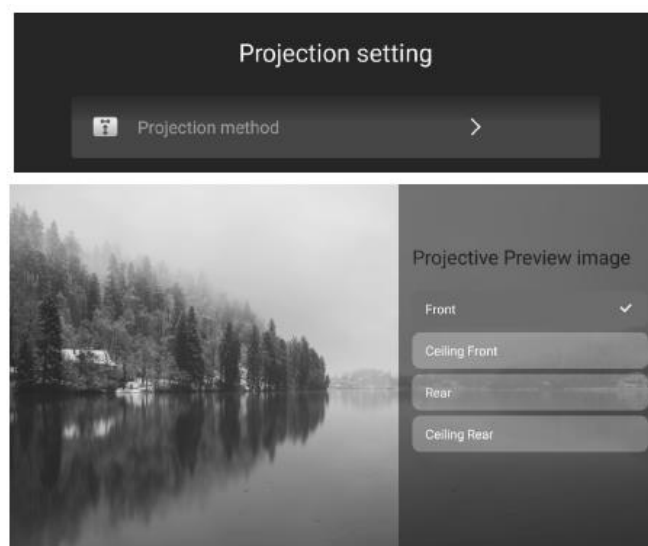 Projection setting
Projection method
Projective Preview image
Front
Ceiling Front
Rear
Ceiling Rear